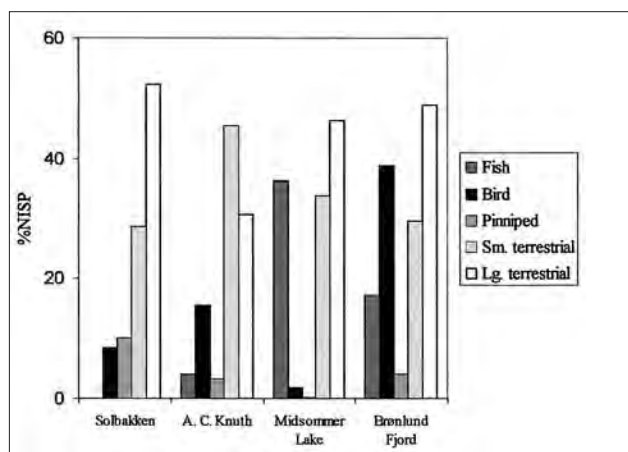 60
40
20
0
%NISP
Solbakken
A. C. Knuth
Midsommer
Lake
Brønlund
Fjord
Fish
Bird
Pinniped
Sm. terrestrial
Lg. terrestrial